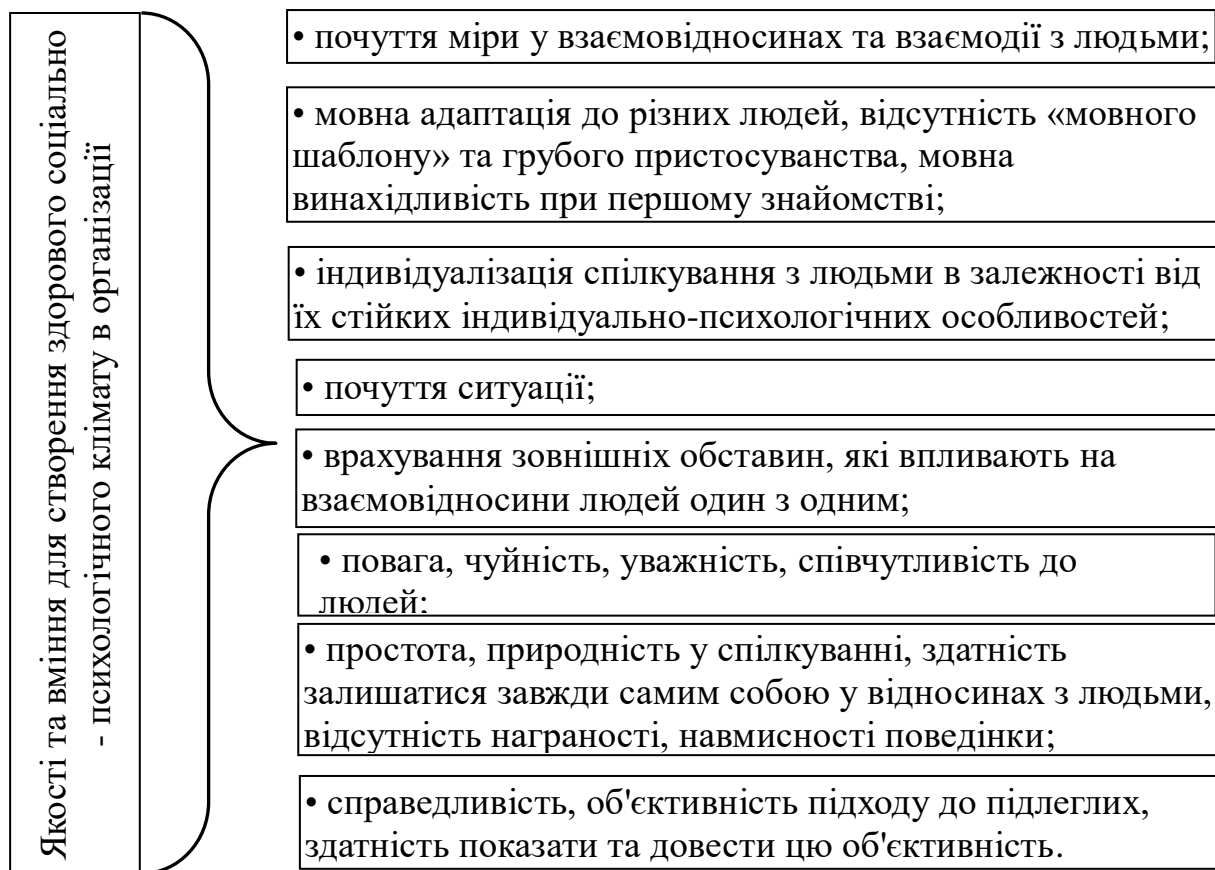 Якості та вміння для створення здорового соціально
- психологічного клімату в організації
• почуття міри у взаємовідносинах та взаємодії з людьми;
• мовна адаптація до різних людей, відсутність «мовного
шаблону» та грубого пристосуванства, мовна
винахідливість при першому знайомстві;
• індивідуалізація спілкування з людьми в залежності від
їх стійких індивідуально-психологічних особливостей;
• почуття ситуації;
• врахування зовнішніх обставин, які впливають на
взаємовідносини людей один з одним;
• повага, чуйність, уважність, співчутливість до
людей;
• простота, природність у спілкуванні, здатність
залишатися завжди самим собою у відносинах з людьми,
відсутність награності, навмисності поведінки;
• справедливість, об'єктивність підходу до підлеглих,
здатність показати та довести цю об'єктивність.